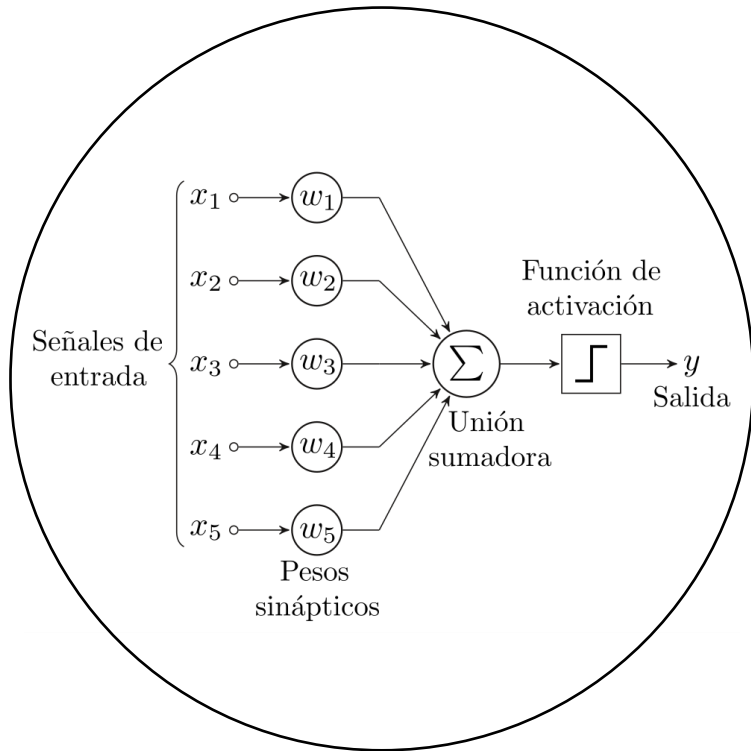 x₁
w₁
x₂
w₂
Función de
activación
Señales de
entrada
x₃
w₃
∑
y
Salida
Unión
sumadora
x₄
w₄
x₅
w₅
Pesos
sinápticos